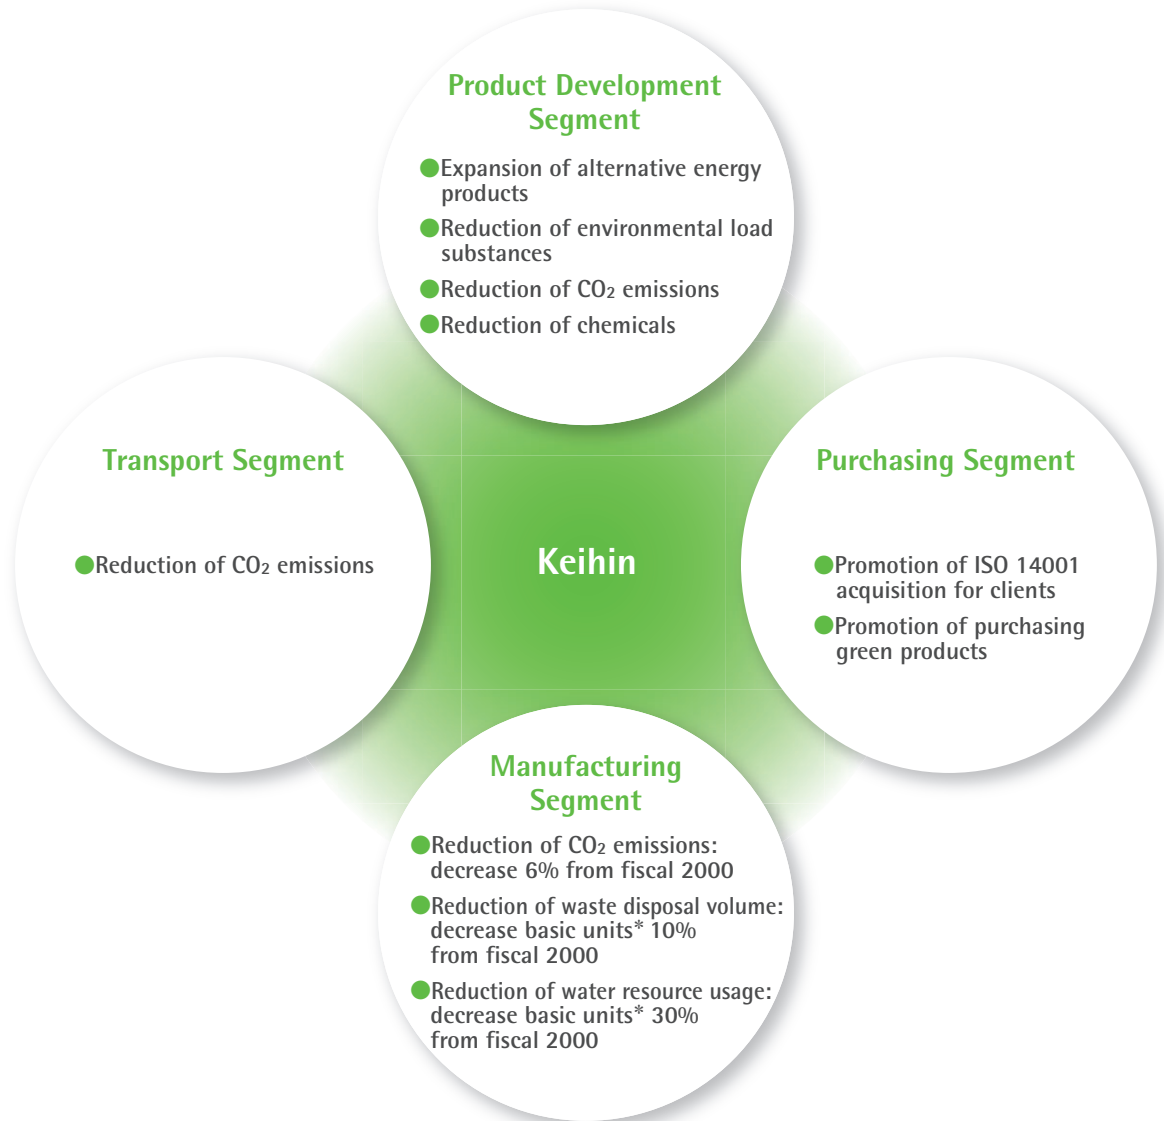 Product Development
Segment
●Expansion of alternative energy
products
●Reduction of environmental load
substances
●Reduction of CO₂ emissions
●Reduction of chemicals
Transport Segment
●Reduction of CO₂ emissions
Keihin
Purchasing Segment
●Promotion of ISO 14001
acquisition for clients
●Promotion of purchasing
green products
Manufacturing
Segment
●Reduction of CO₂ emissions:
decrease 6% from fiscal 2000
●Reduction of waste disposal volume:
decrease basic units* 10%
from fiscal 2000
●Reduction of water resource usage:
decrease basic units* 30%
from fiscal 2000